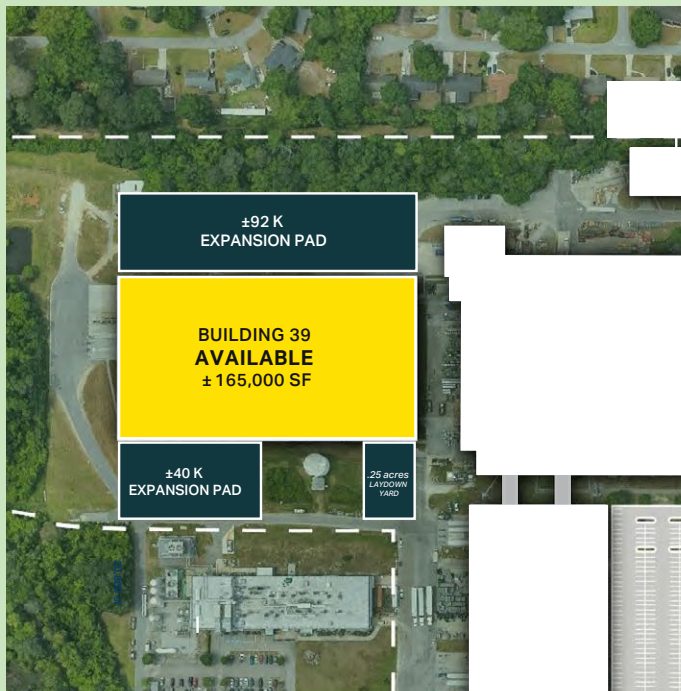 ±92 K
EXPANSION PAD
BUILDING 39
AVAILABLE
± 165,000 SF
±40 K
EXPANSION PAD
.25 acres
LAYDOWN
YARD